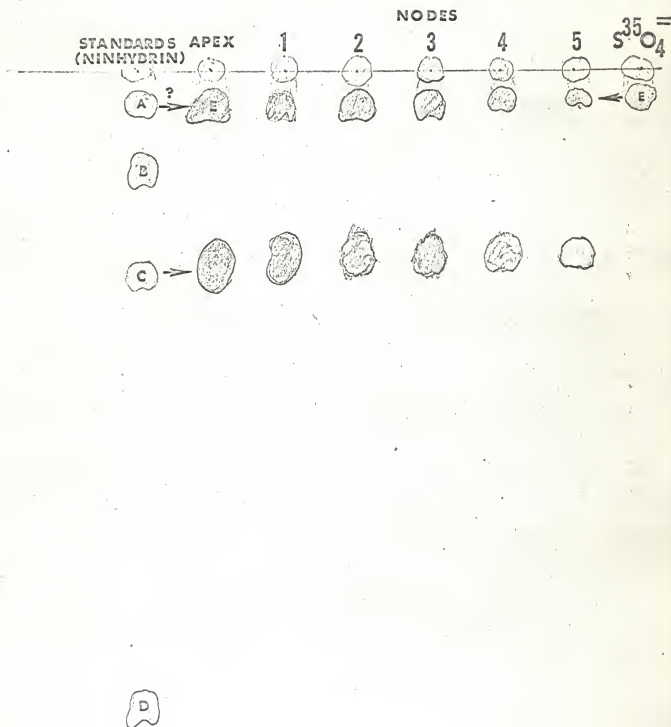 NODES
STANDARDS APEX 1 2 3 4 5 S35O4=
(NINHYDRIN)
A ? E E
B
C
D